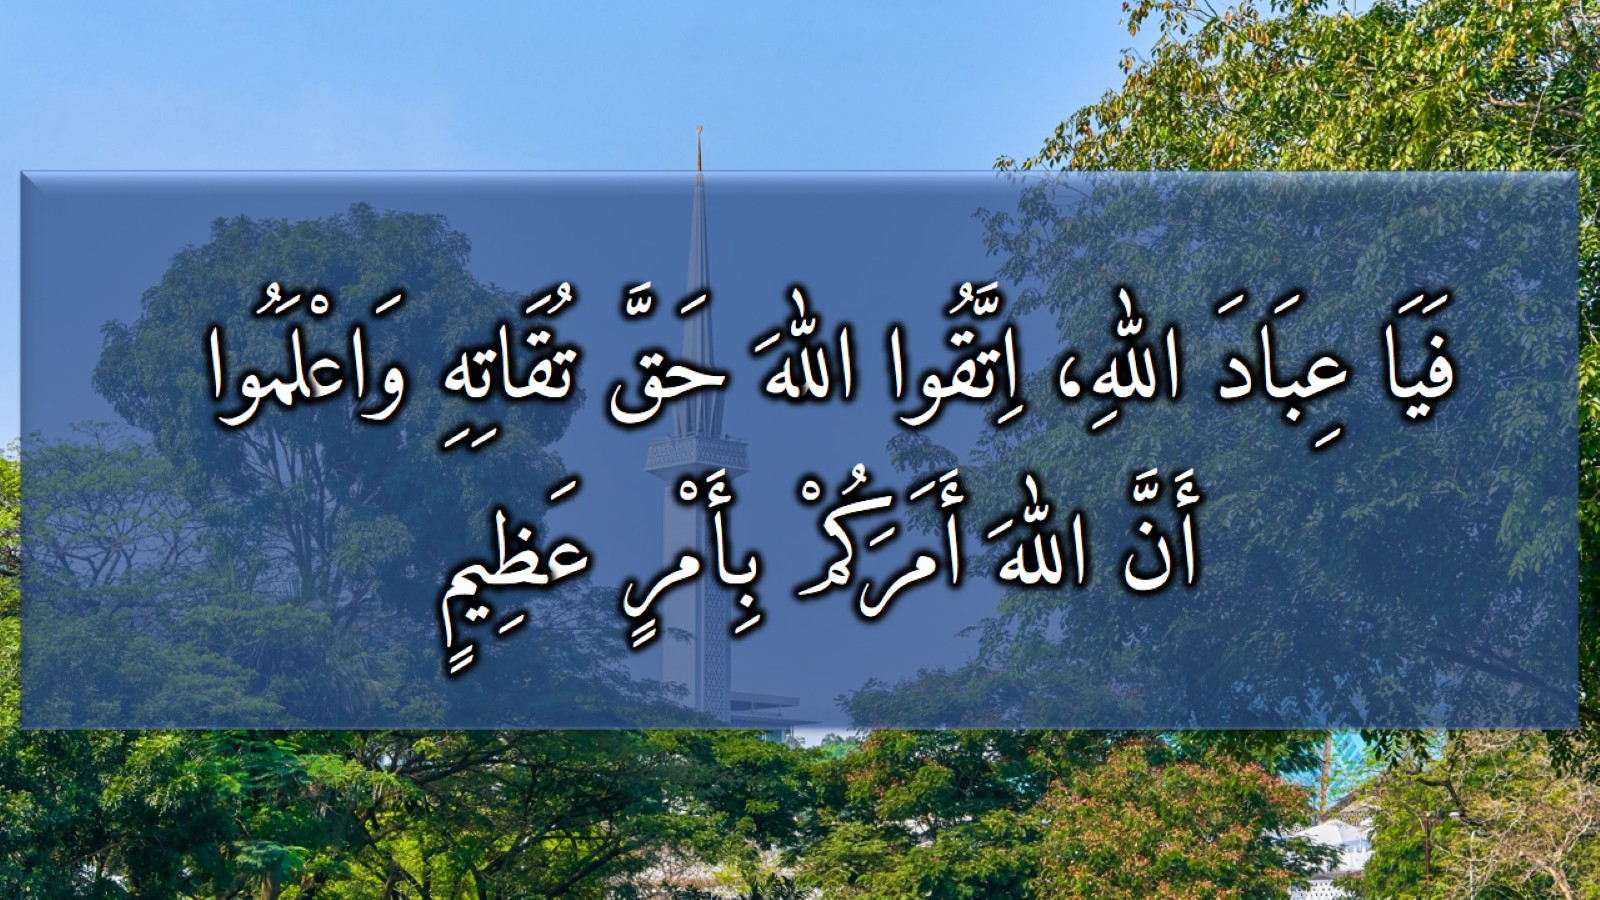 فَيَا عِبَادَ اللهِ، اِتَّقُوا اللهَ حَقَّ تُقَاتِهِ وَاعْلَمُوا
أَنَّ اللهَ أَمَرَكُمْ بِأَمْرٍ عَظِيمٍ